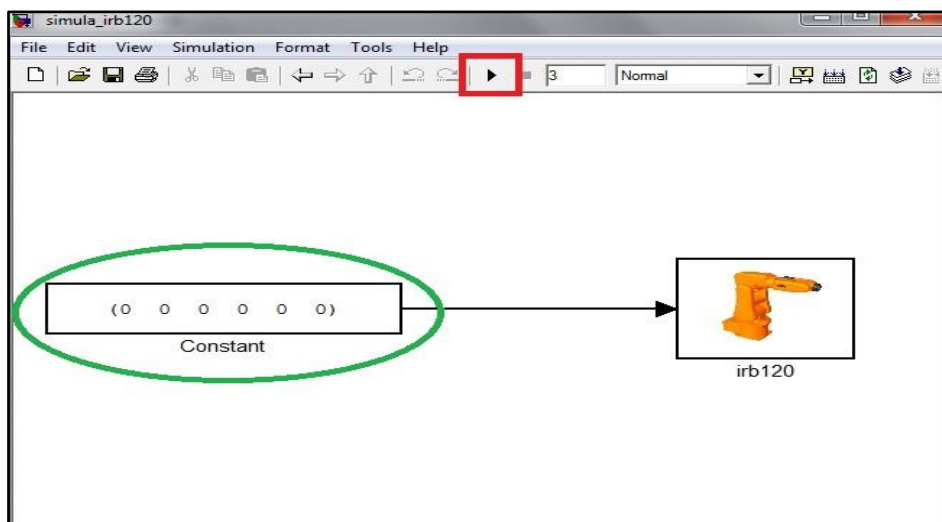 simula_irb120
File Edit View Simulation Format Tools Help
3 Normal
(0 0 0 0 0 0)
Constant
irb120